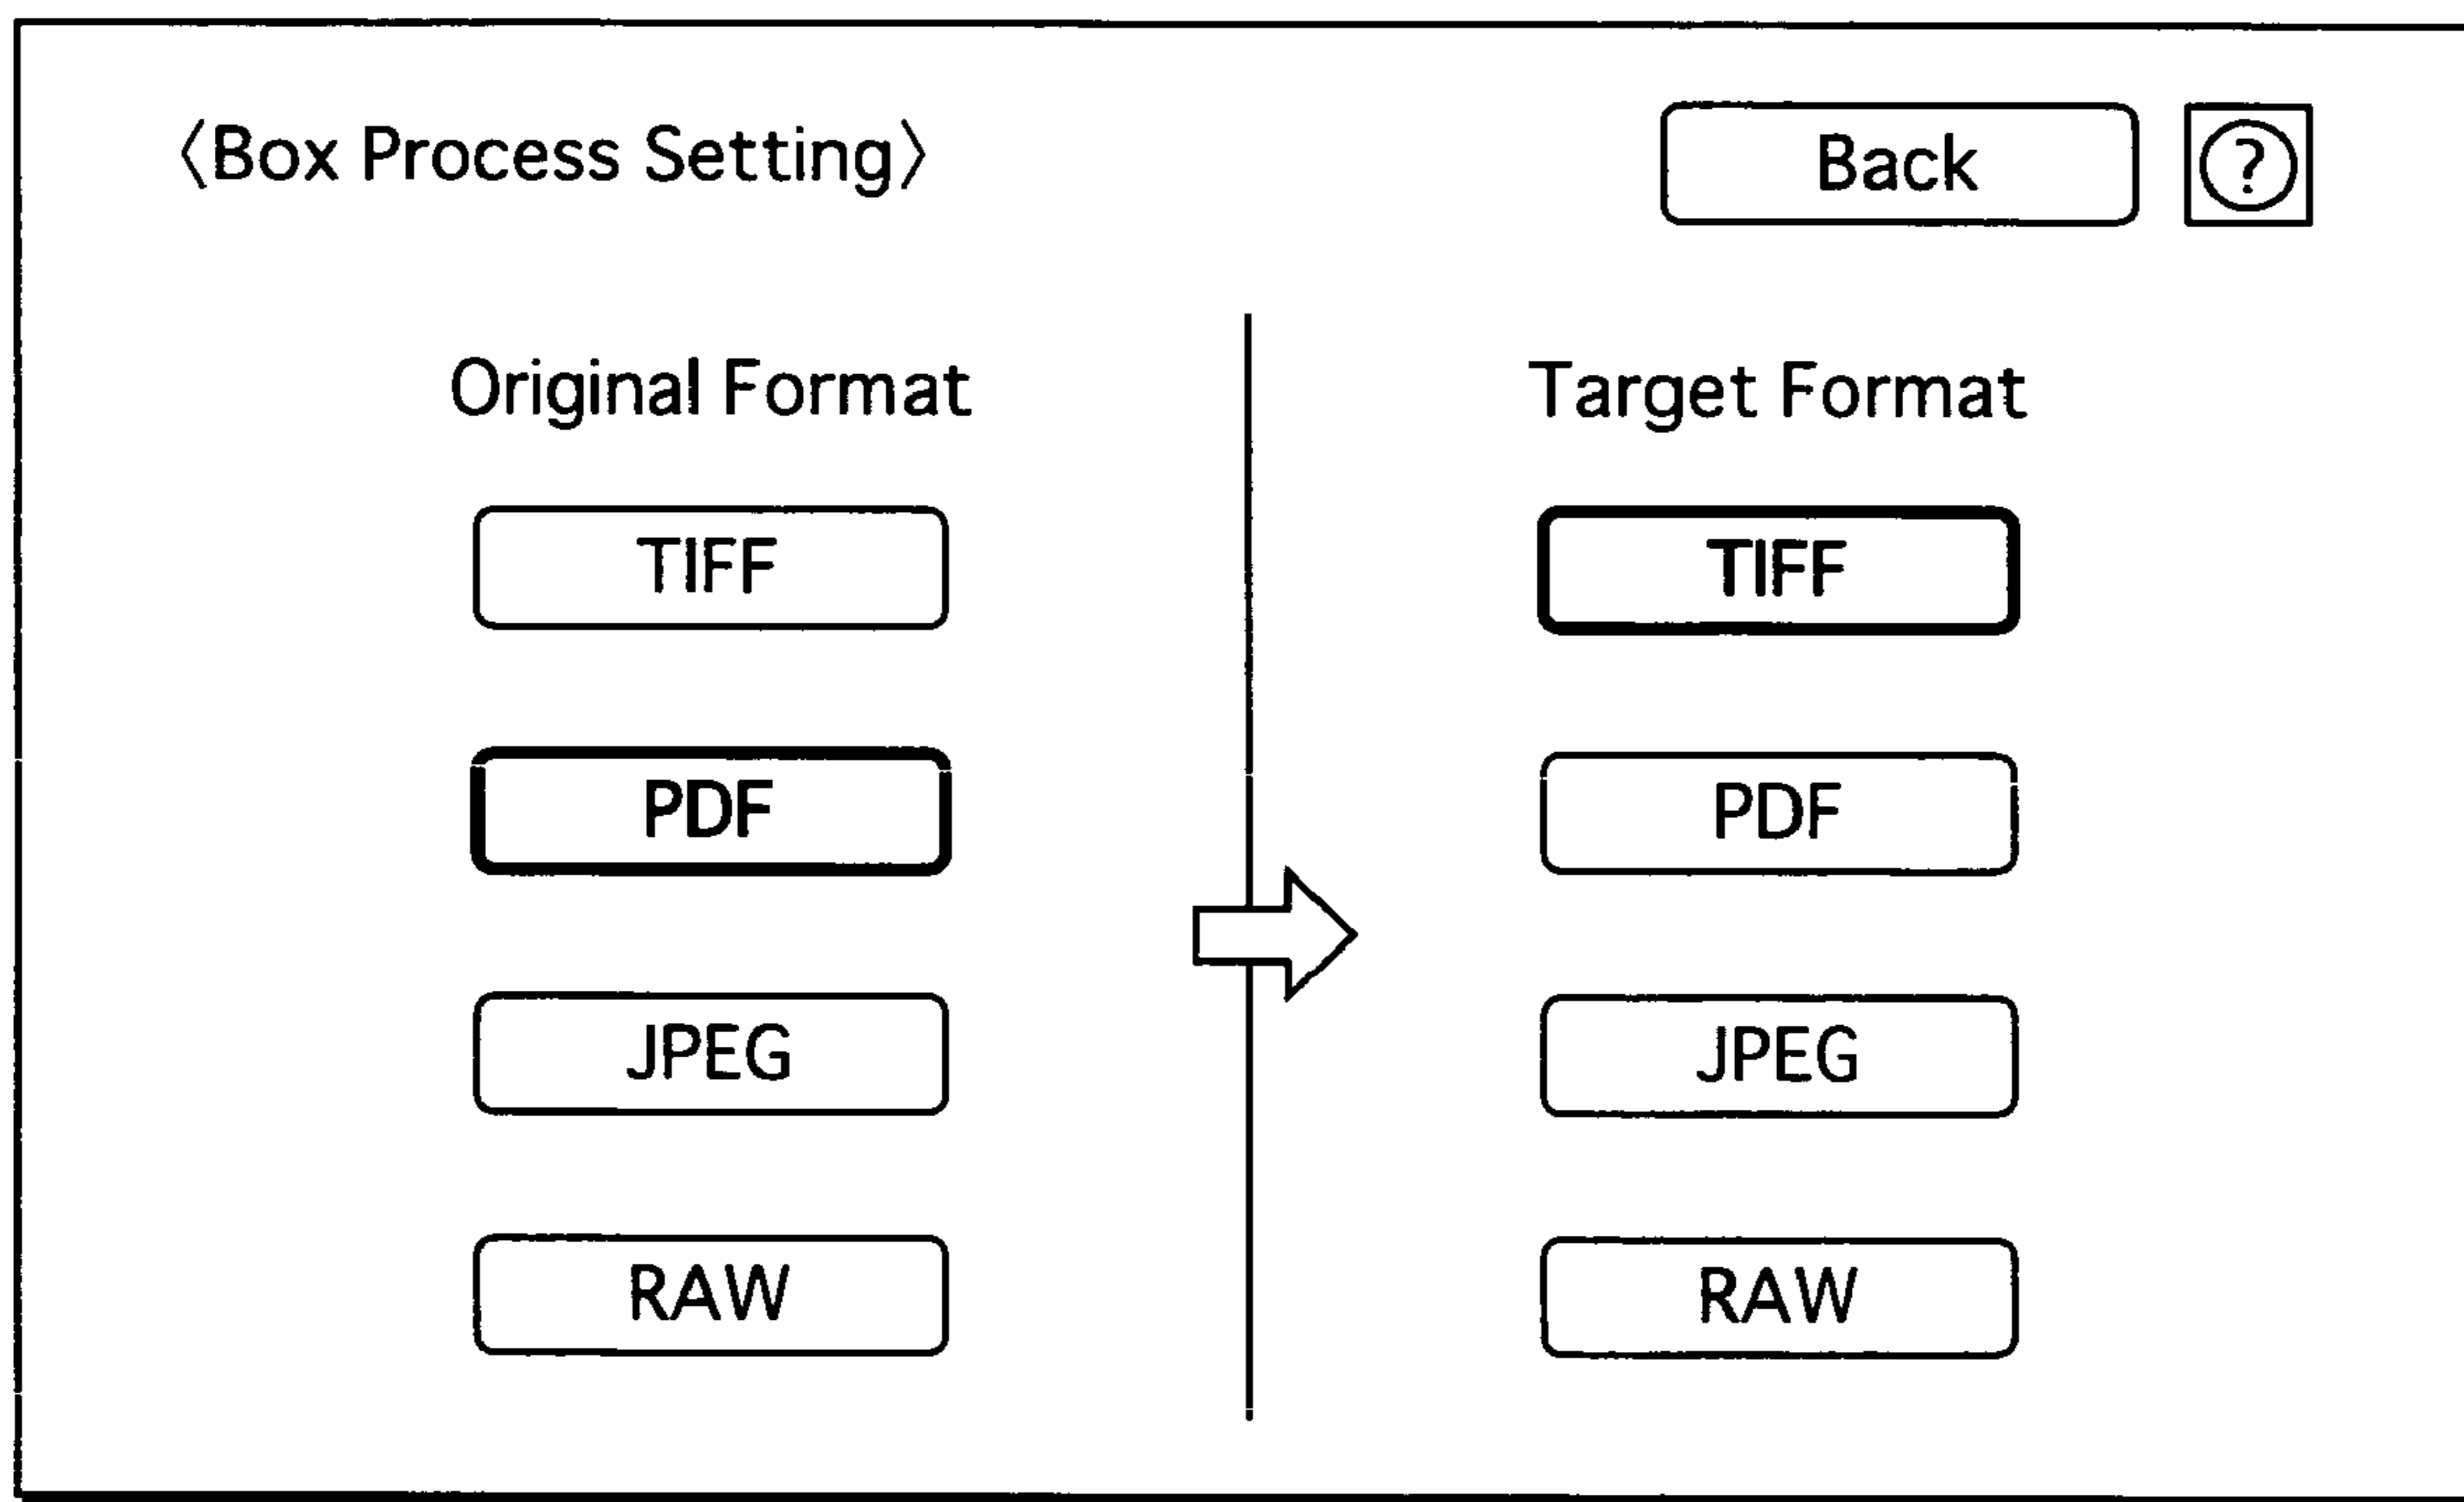 〈Box Process Setting〉 Back ?
Original Format Target Format
TIFF TIFF
PDF PDF
JPEG JPEG
RAW RAW